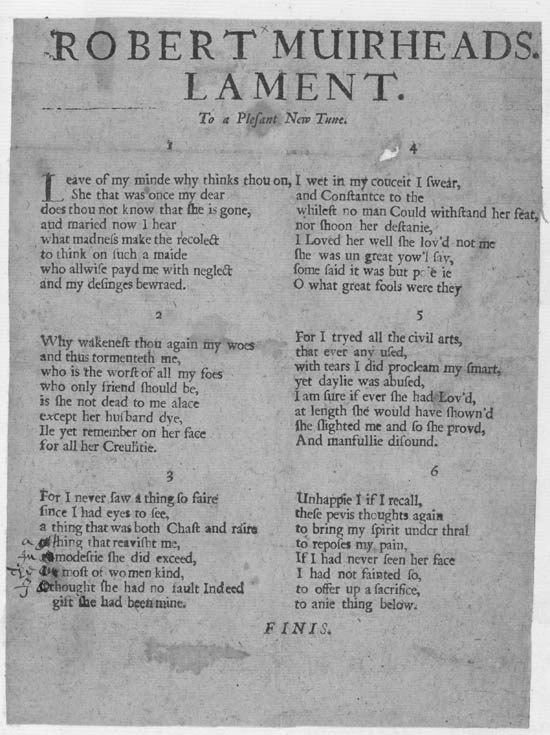 ROBERT MUIRHEADS.
LAMENT.
To a Pleſant New Tune.
1
Leave of my minde why thinks thou on,
She that was once my dear
does thou not know that ſhe is gone,
aud maried now I hear
what madneſs make the recolect
to think on ſuch a maide
who allwiſe payd me with neglect
and my deſinges bewraed.
2
Why wakeneſt thou again my woes
and thus tormenteth me,
who is the worſt of all my foes
who only friend ſhould be,
is ſhe not dead to me alace
except her huſband dye,
Ile yet remember on her face
for all her Creulitie.
3
For I never ſaw a thing ſo faire
ſince I had eyes to ſee,
a thing that was both Chaſt and raire
a thing that reaviſht me,
in modeſtie ſhe did exceed,
the moſt of women kind,
I thought ſhe had no fault Indeed
gift ſhe had been mine.
4
I wet in my couceit I ſwear,
and Conſtantce to the
whileſt no man Could withſtand her ſeat,
nor ſhoon her deſtanie,
I Loved her well ſhe lov'd not me
ſhe was un great yow'l ſay,
ſome ſaid it was but ie
O what great fools were they
5
For I tryed all the civil arts,
that ever any uſed,
with tears I did procleam my ſmart,
yet daylie was abuſed,
I am ſure if ever ſhe had Lov'd,
at length ſhe would have ſhown'd
ſhe ſlighted me and ſo ſhe provd,
And manfullie diſound.
6
Unhappie I if I recall,
theſe pevis thoughts again
to bring my ſpirit under thral
to repoſes my pain,
If I had never ſeen her face
I had not fainted ſo,
to offer up a ſacrifice,
to anie thing below.
FINIS.